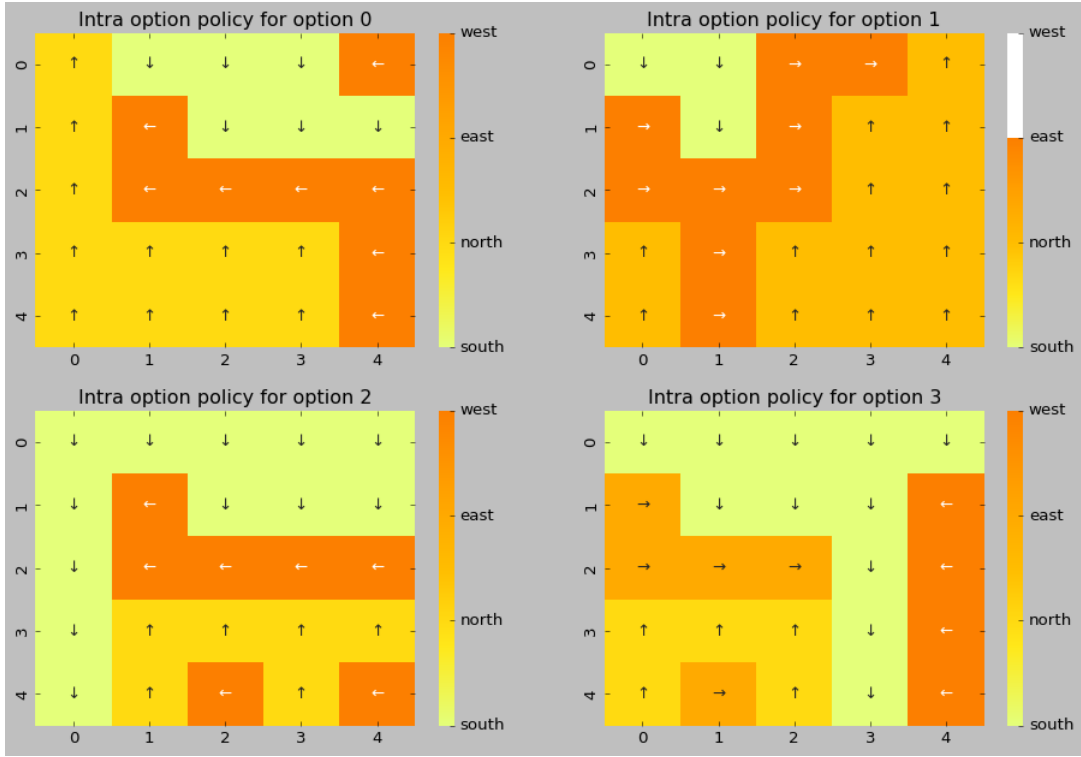 Intra option policy for option 0
0
1
2
3
4
0 1 2 3 4
west
east
north
south
Intra option policy for option 1
0
1
2
3
4
0 1 2 3 4
west
east
north
south
Intra option policy for option 2
0
1
2
3
4
0 1 2 3 4
west
east
north
south
Intra option policy for option 3
0
1
2
3
4
0 1 2 3 4
west
east
north
south